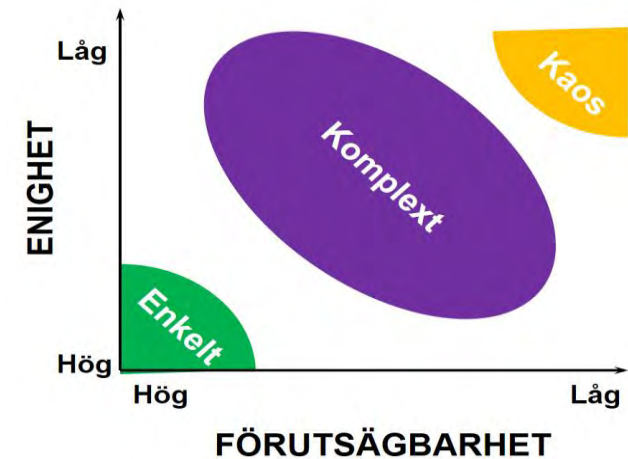 Låg
Kaos
Komplext
ENIGHET
Enkelt
Hög
Hög
Låg
FÖRUTSÄGBARHET